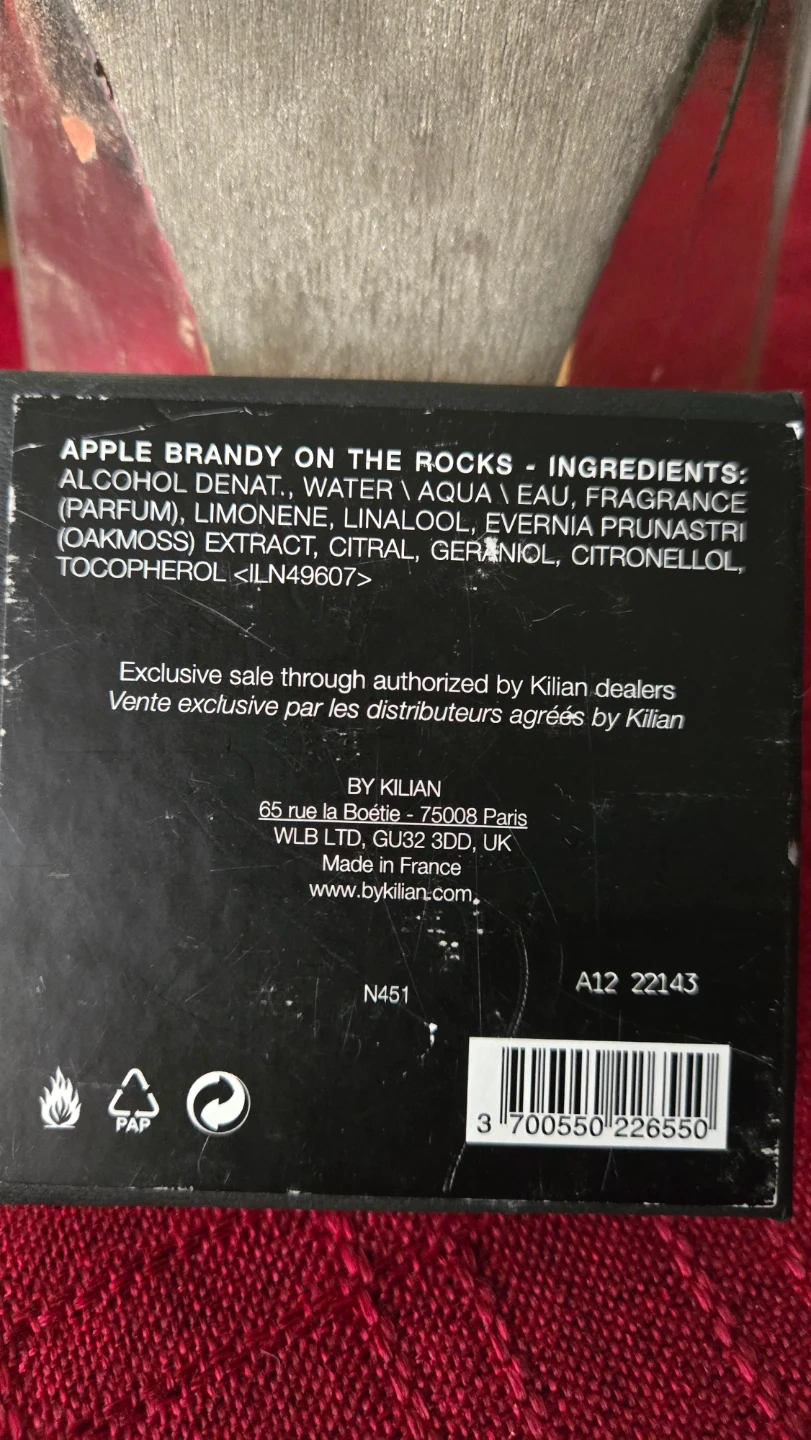 APPLE BRANDY ON THE ROCKS - INGREDIENTS:
ALCOHOL DENAT., WATER \ AQUA \ EAU, FRAGRANCE
(PARFUM), LIMONENE, LINALOOL, EVERNIA PRUNASTRI
(OAKMOSS) EXTRACT, CITRAL, GERANIOL, CITRONELLOL,
TOCOPHEROL <ILN49607>
Exclusive sale through authorized by Kilian dealers
Vente exclusive par les distributeurs agréés by Kilian
BY KILIAN
65 rue la Boétie - 75008 Paris
WLB LTD, GU32 3DD, UK
Made in France
www.bykilian.com
N451
A12 22143
PAP
3 700550 226550